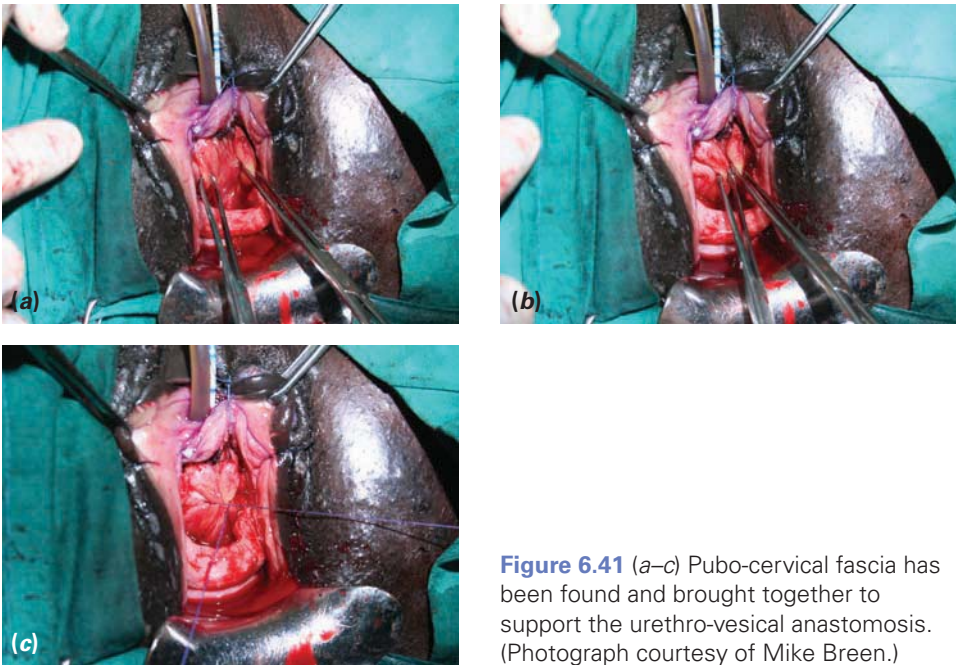 (a)
(b)
(c)
Figure 6.41 (a–c) Pubo-cervical fascia has
been found and brought together to
support the urethro-vesical anastomosis.
(Photograph courtesy of Mike Breen.)